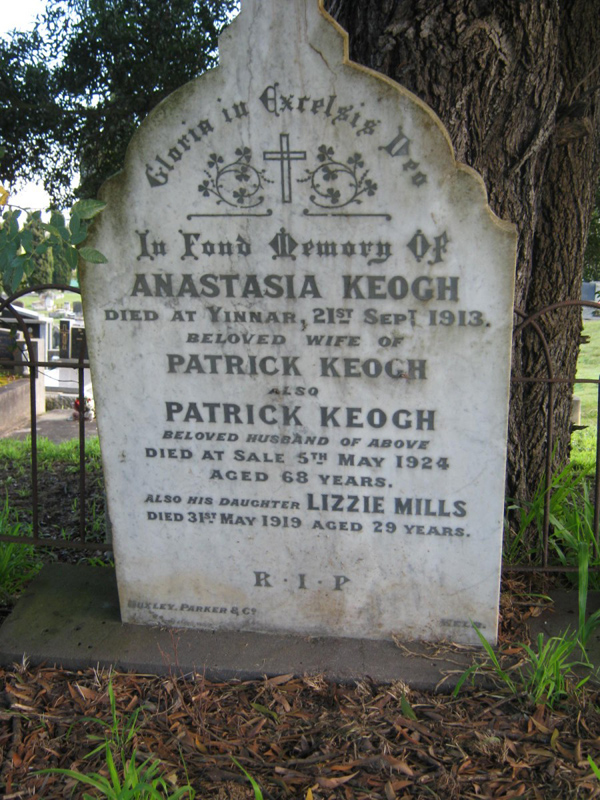 Gloria in Excelsis Deo
In Fond Memory Of
ANASTASIA KEOGH
DIED AT YINNAR, 21ST SEPT 1913.
BELOVED WIFE OF
PATRICK KEOGH
ALSO
PATRICK KEOGH
BELOVED HUSBAND OF ABOVE
DIED AT SALE 5TH MAY 1924
AGED 68 YEARS.
ALSO HIS DAUGHTER LIZZIE MILLS
DIED 31ST MAY 1919 AGED 29 YEARS.
R·I·P
HUXLEY, PARKER & CO MELB.